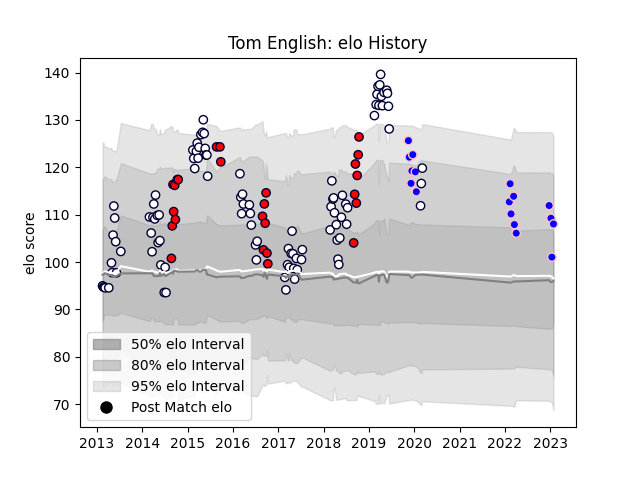 Tom English: elo History
elo score
140
130
120
110
100
90
80
70
50% elo Interval
80% elo Interval
95% elo Interval
Post Match elo
2013 2014 2015 2016 2017 2018 2019 2020 2021 2022 2023